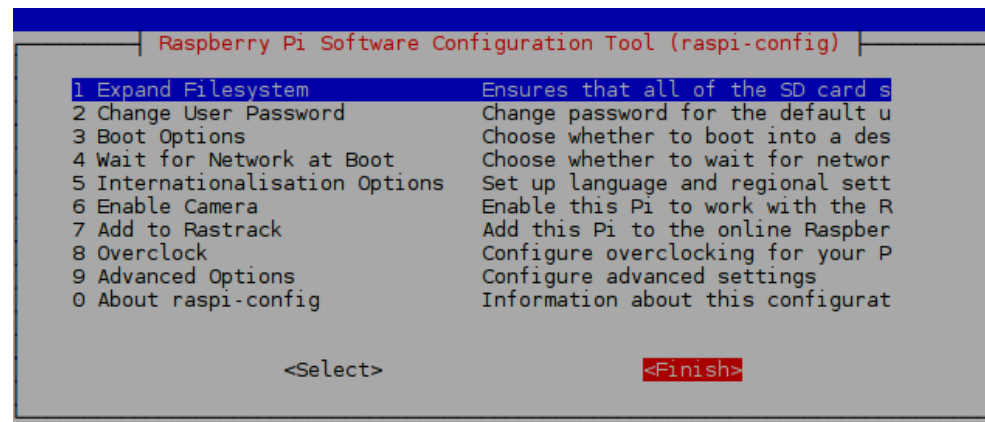 Raspberry Pi Software Configuration Tool (raspi-config)
1 Expand Filesystem Ensures that all of the SD card s
2 Change User Password Change password for the default u
3 Boot Options Choose whether to boot into a des
4 Wait for Network at Boot Choose whether to wait for networ
5 Internationalisation Options Set up language and regional sett
6 Enable Camera Enable this Pi to work with the R
7 Add to Rastrack Add this Pi to the online Raspber
8 Overclock Configure overclocking for your P
9 Advanced Options Configure advanced settings
0 About raspi-config Information about this configurat
<Select> <Finish>